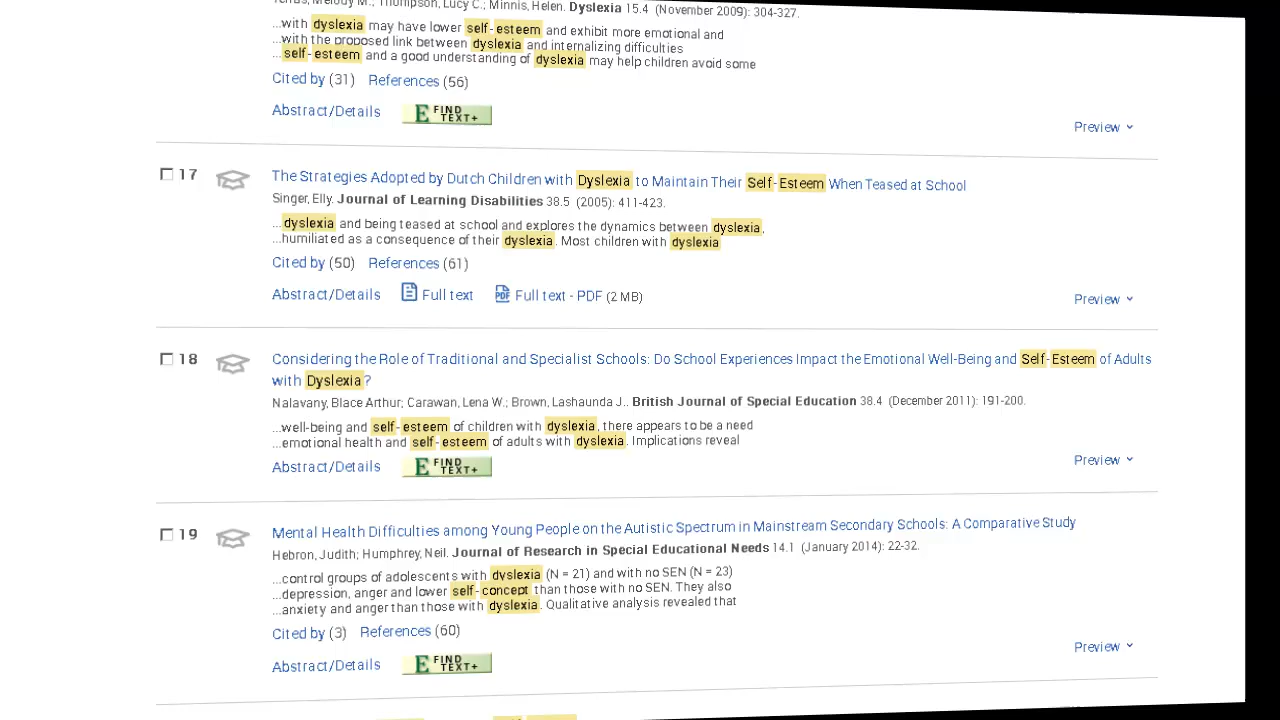 Melody M.; Thompson, Lucy C.; Minnis, Helen. Dyslexia 15.4 (November 2009): 304-327.
...with dyslexia may have lower self-esteem and exhibit more emotional and
...with the proposed link between dyslexia and internalizing difficulties
...self-esteem and a good understanding of dyslexia may help children avoid some
Cited by (31) References (56)
Abstract/Details E FIND TEXT+
Preview
17 The Strategies Adopted by Dutch Children with Dyslexia to Maintain Their Self-Esteem When Teased at School
Singer, Elly. Journal of Learning Disabilities 38.5 (2005): 411-423.
...dyslexia and being teased at school and explores the dynamics between dyslexia,
...humiliated as a consequence of their dyslexia. Most children with dyslexia
Cited by (50) References (61)
Abstract/Details Full text PDF Full text - PDF (2 MB)
Preview
18 Considering the Role of Traditional and Specialist Schools: Do School Experiences Impact the Emotional Well-Being and Self-Esteem of Adults
with Dyslexia?
Nalavany, Blace Arthur; Carawan, Lena W.; Brown, Lashaunda J.. British Journal of Special Education 38.4 (December 2011): 191-200.
...well-being and self-esteem of children with dyslexia, there appears to be a need
...emotional health and self-esteem of adults with dyslexia. Implications reveal
Abstract/Details E FIND TEXT+
Preview
19 Mental Health Difficulties among Young People on the Autistic Spectrum in Mainstream Secondary Schools: A Comparative Study
Hebron, Judith; Humphrey, Neil. Journal of Research in Special Educational Needs 14.1 (January 2014): 22-32.
...control groups of adolescents with dyslexia (N = 21) and with no SEN (N = 23)
...depression, anger and lower self-concept than those with no SEN. They also
...anxiety and anger than those with dyslexia. Qualitative analysis revealed that
Cited by (3) References (60)
Abstract/Details E FIND TEXT+
Preview